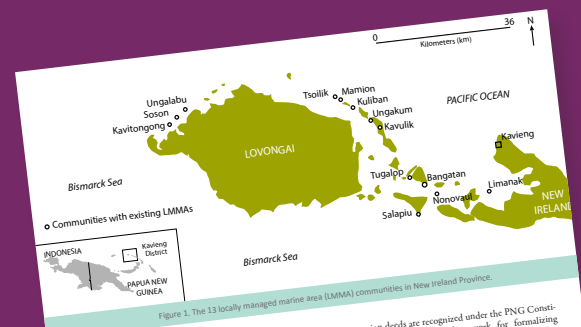 0 36 N
Kilometers (km)
Tsoilik Mamion
Kuliban
Ungalabu
Soson
Kavitongong
Ungakum
Kavulik
PACIFIC OCEAN
Kavieng
LOVONGAI
Bismarck Sea
Tugalop
Bangatan
Limanak
Nonovaul
Salapiu
NEW
IRELAND
Communities with existing LMMAs
INDONESIA
Kavieng
District
PAPUA NEW
GUINEA
Bismarck Sea
Figure 1. The 13 locally managed marine area (LMMA) communities in New Ireland Province.
deeds are recognized under the PNG Consti-
for formalizing